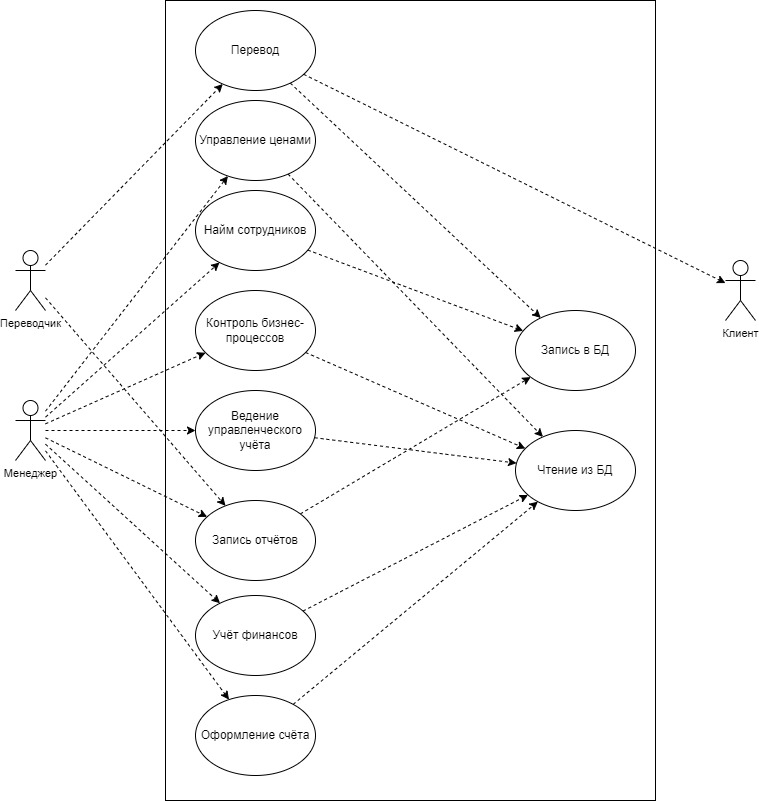 Перевод
Управление ценами
Найм сотрудников
Переводчик
Клиент
Контроль бизнес-
процессов
Запись в БД
Ведение
управленческого
учёта
Менеджер
Чтение из БД
Запись отчётов
Учёт финансов
Оформление счёта